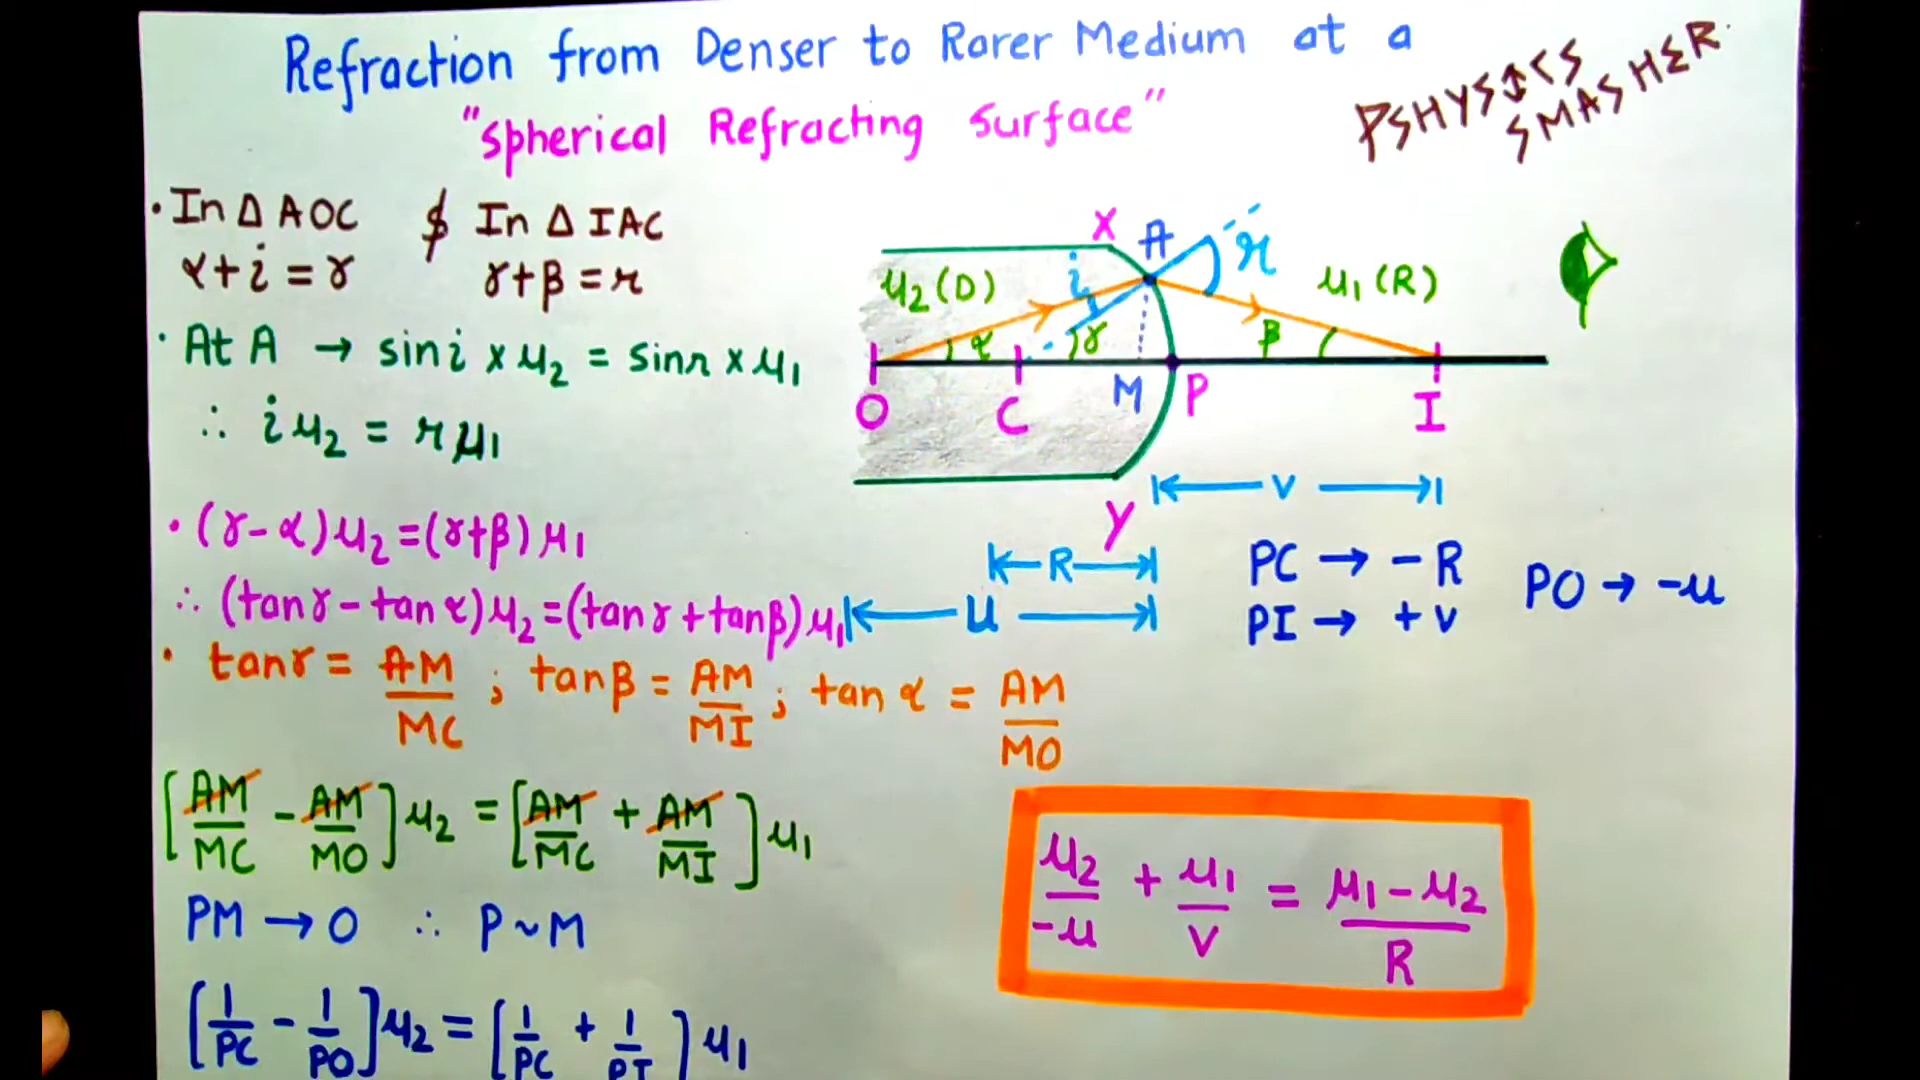 Refraction from Denser to Rarer Medium at a
"Spherical Refracting Surface"
PSHYSICS
SMASHER
• In Δ AOC & In Δ IAC
α + i = γ γ + β = r
• At A → sin i × μ₂ = sin r × μ₁
∴ i μ₂ = r μ₁
• (γ - α) μ₂ = (γ + β) μ₁
∴ (tan γ - tan α) μ₂ = (tan γ + tan β) μ₁
• tan γ = AM/MC ; tan β = AM/MI ; tan α = AM/MO
[AM/MC - AM/MO] μ₂ = [AM/MC + AM/MI] μ₁
PM → 0 ∴ P ~ M
[1/PC - 1/PO] μ₂ = [1/PC + 1/PI] μ₁
X A r
μ₂ (D) i μ₁ (R)
α γ β
O C M P I
Y
V
R
u
PC → - R
PI → + v
PO → - u
μ₂/-u + μ₁/v = μ₁ - μ₂/R